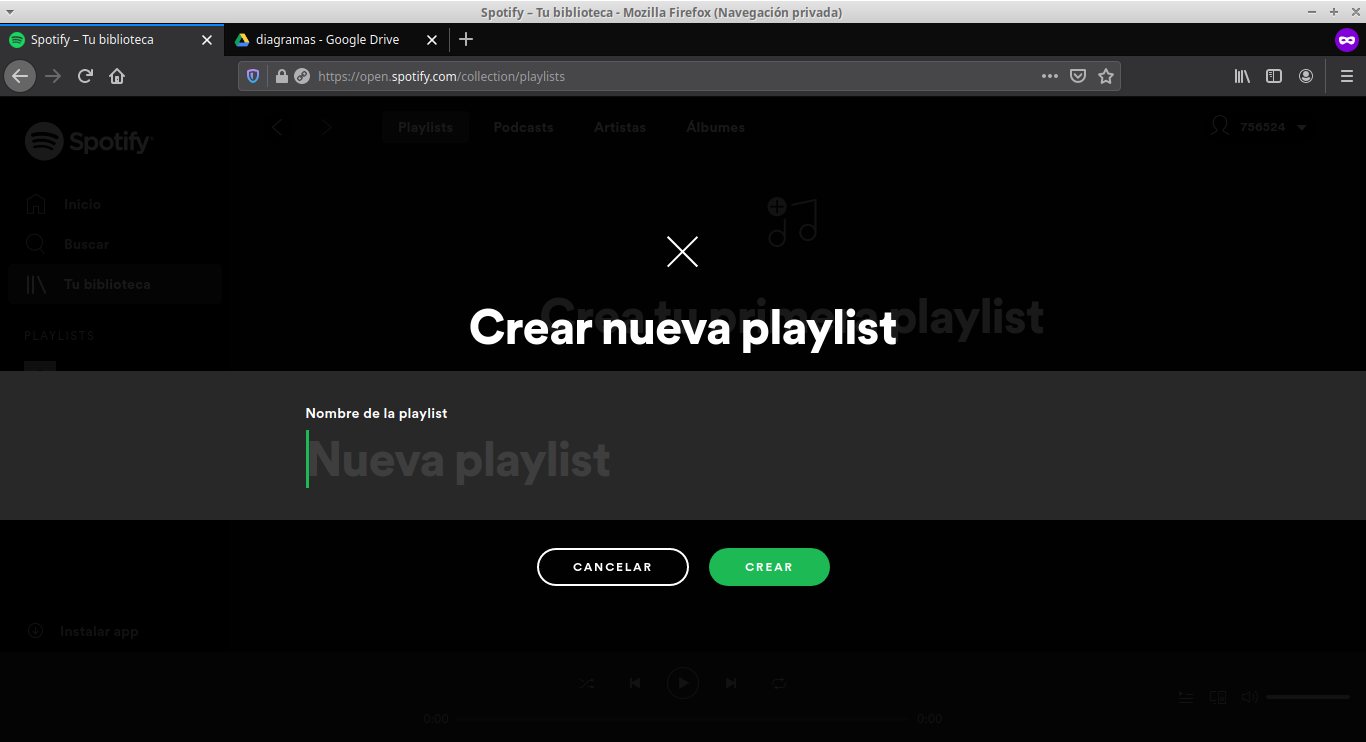 Spotify – Tu biblioteca - Mozilla Firefox (Navegación privada)
Spotify – Tu biblioteca
diagramas - Google Drive
https://open.spotify.com/collection/playlists
Spotify
Playlists
Podcasts
Artistas
Álbumes
756524
Inicio
Buscar
Tu biblioteca
PLAYLISTS
Crea tu primera playlist
Crear nueva playlist
Nombre de la playlist
Nueva playlist
CANCELAR
CREAR
Instalar app
0:00
0:00